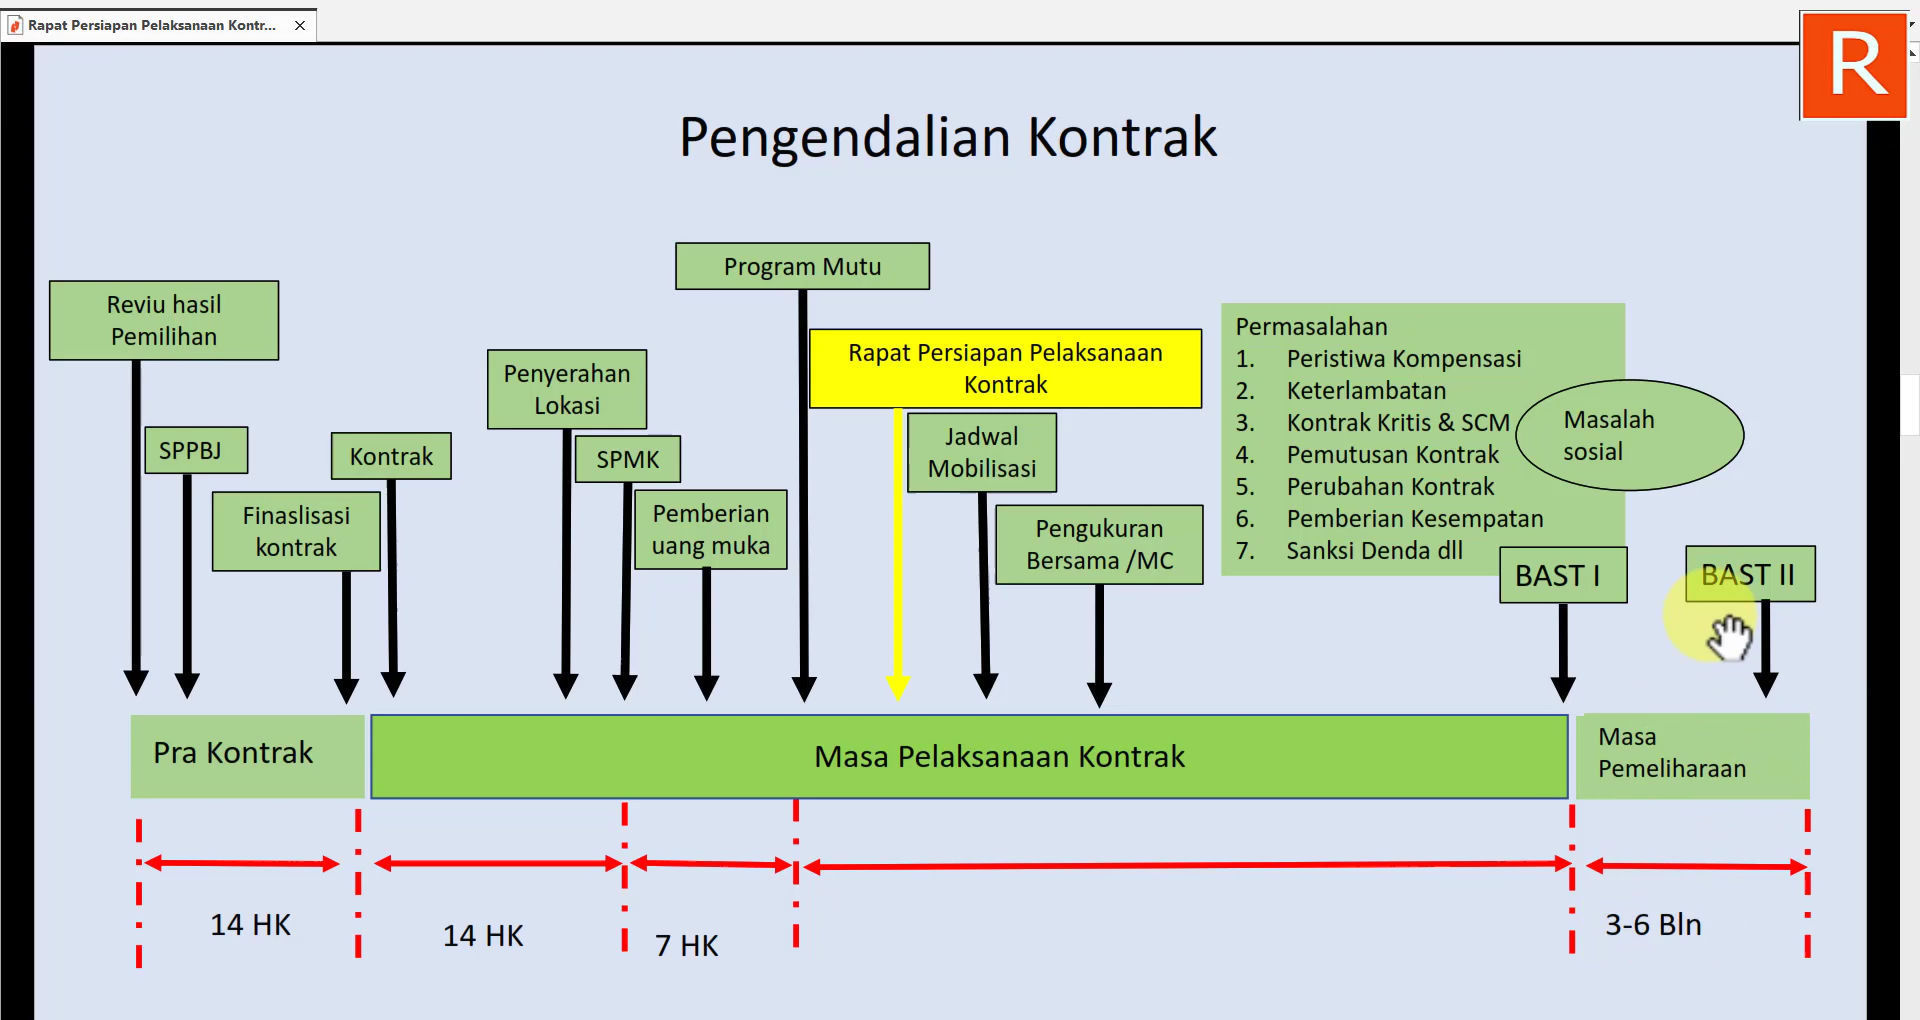 Rapat Persiapan Pelaksanaan Kontr...
R
Pengendalian Kontrak
Program Mutu
Reviu hasil
Pemilihan
Rapat Persiapan Pelaksanaan
Kontrak
Penyerahan
Lokasi
SPPBJ
Kontrak
SPMK
Jadwal
Mobilisasi
Finaslisasi
kontrak
Pemberian
uang muka
Pengukuran
Bersama /MC
Permasalahan
1. Peristiwa Kompensasi
2. Keterlambatan
3. Kontrak Kritis & SCM
4. Pemutusan Kontrak
5. Perubahan Kontrak
6. Pemberian Kesempatan
7. Sanksi Denda dll
Masalah
sosial
BAST I
BAST II
Pra Kontrak
Masa Pelaksanaan Kontrak
Masa
Pemeliharaan
14 HK
14 HK
7 HK
3-6 Bln